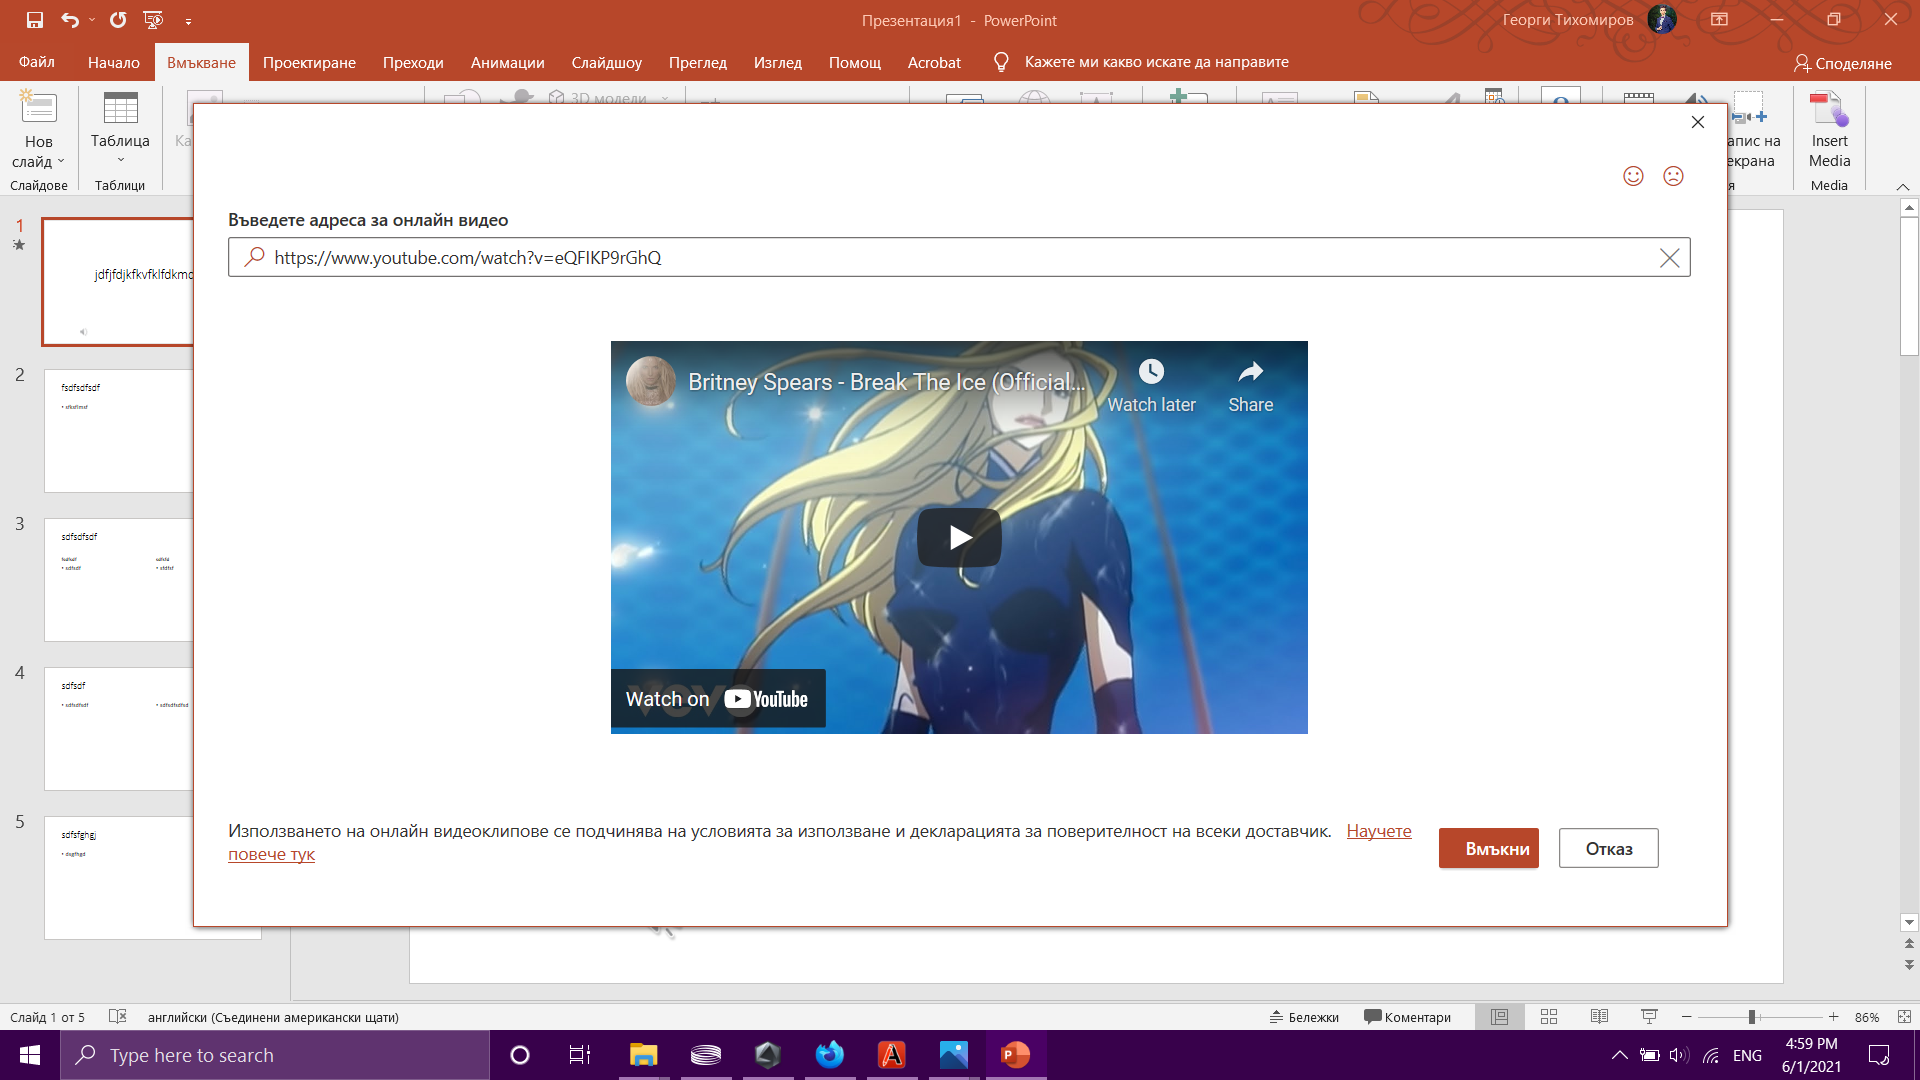 Презентация1 - PowerPoint
Георги Тихомиров
Файл
Начало
Вмъкване
Проектиране
Преходи
Анимации
Слайдшоу
Преглед
Изглед
Помощ
Acrobat
Кажете ми какво искате да направите
Споделяне
Нов
слайд
Слайдове
Таблица
Таблици
3D модели
апис на
екрана
Insert
Media
Media
Въведете адреса за онлайн видео
https://www.youtube.com/watch?v=eQFIKP9rGhQ
Britney Spears - Break The Ice (Official...
Watch later
Share
Watch on YouTube
Използването на онлайн видеоклипове се подчинява на условията за използване и декларацията за поверителност на всеки доставчик. Научете
повече тук
Вмъкни
Отказ
1
2
fsdfsdfsdf
3
sdfsdfsdf
4
sdfsdf
5
sdfsfghgj
Слайд 1 от 5
английски (Съединени американски щати)
Бележки
Коментари
86%
Type here to search
ENG
4:59 PM
6/1/2021